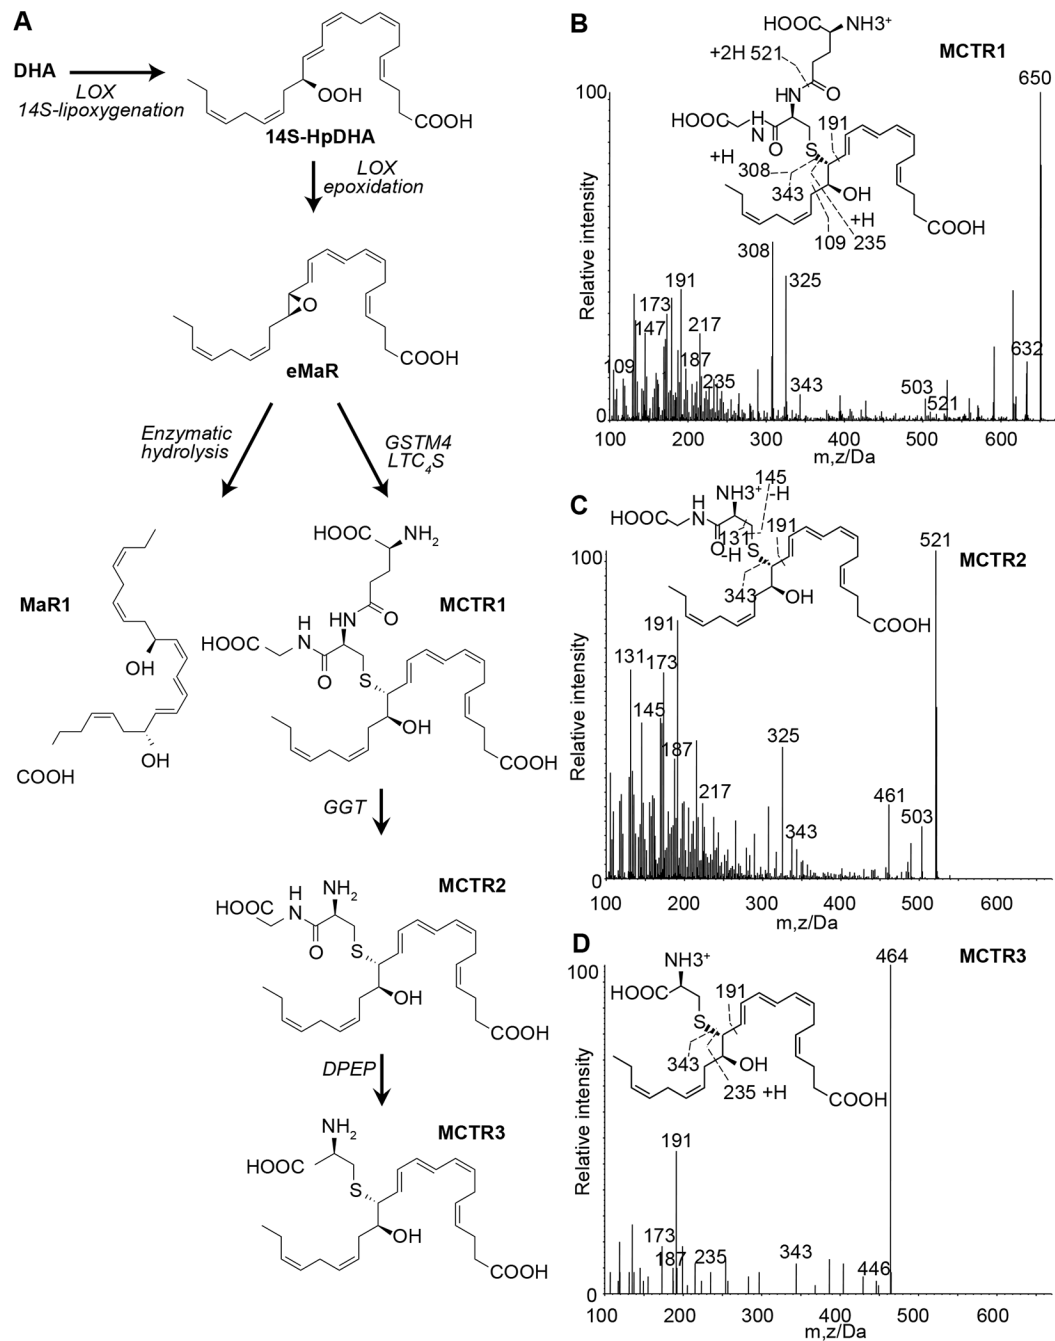 A
DHA
LOX
14S-lipoxygenation
OOH
COOH
14S-HpDHA
LOX
epoxidation
O
COOH
eMaR
Enzymatic
hydrolysis
GSTM4
LTC4S
MaR1
OH
OH
COOH
MCTR1
HOOC
NH2
O
HN
H
N
HOOC
O
S
OH
COOH
GGT
MCTR2
NH2
H
N
HOOC
O
S
OH
COOH
DPEP
MCTR3
NH2
HOOC
S
OH
COOH
B
MCTR1
HOOC
NH3+
+2H 521
O
HN
HOOC
H
N
O
191
S
+H
308
343
OH
+H
109
235
COOH
Relative intensity
100
0
650
308
325
191
173
147
217
187
109
235
343
503
521
632
100
200
300
400
500
600
m,z/Da
C
MCTR2
145
-H
NH3+
H
N
HOOC
O
131
-H
191
S
343
OH
COOH
Relative intensity
100
0
521
191
131
173
145
187
217
325
343
461
503
100
200
300
400
500
600
m,z/Da
D
MCTR3
NH3+
HOOC
191
S
343
OH
235 +H
COOH
Relative intensity
100
0
464
191
173
187
235
343
446
100
200
300
400
500
600
m,z/Da